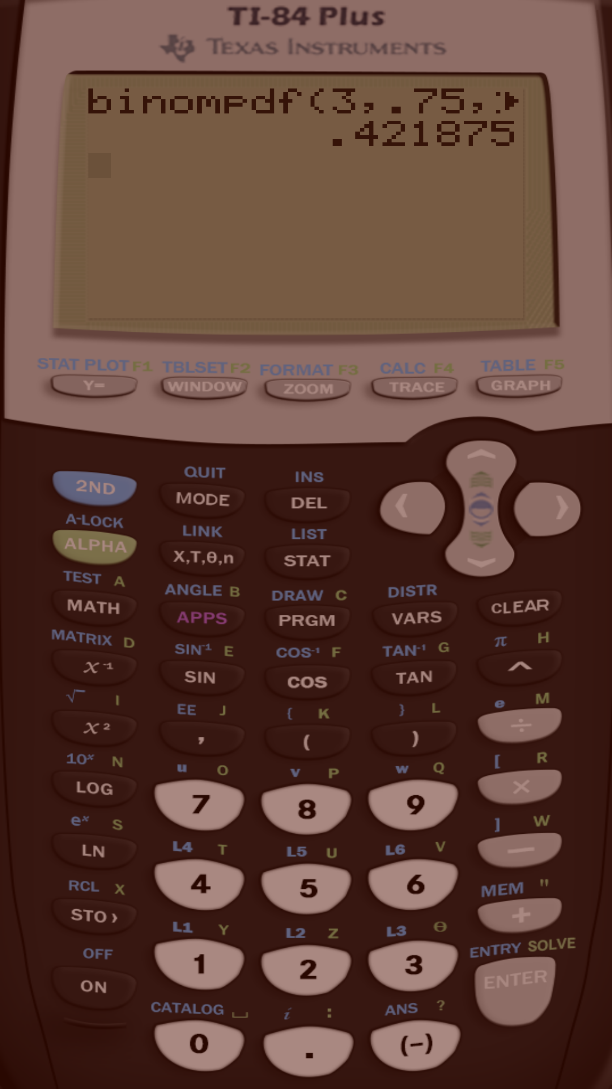 TI-84 Plus
TEXAS INSTRUMENTS
binompdf(3,.75,
.421875
STAT PLOT F1 TBLSET F2 FORMAT F3 CALC F4 TABLE F5
Y= WINDOW ZOOM TRACE GRAPH
QUIT INS
2ND MODE DEL
A-LOCK LINK LIST
ALPHA X,T,θ,n STAT
TEST A ANGLE B DRAW C DISTR
MATH APPS PRGM VARS CLEAR
MATRIX D SIN⁻¹ E COS⁻¹ F TAN⁻¹ G π H
x⁻¹ SIN COS TAN ^
√ I EE J { K } L e M
x² , ( ) ÷
10ˣ N u O v P w Q [ R
LOG 7 8 9 ×
eˣ S L4 T L5 U L6 V ] W
LN 4 5 6 −
RCL X L1 Y L2 Z L3 θ MEM "
STO› 1 2 3 +
OFF CATALOG ⎵ i : ANS ? ENTRY SOLVE
ON 0 . (−) ENTER